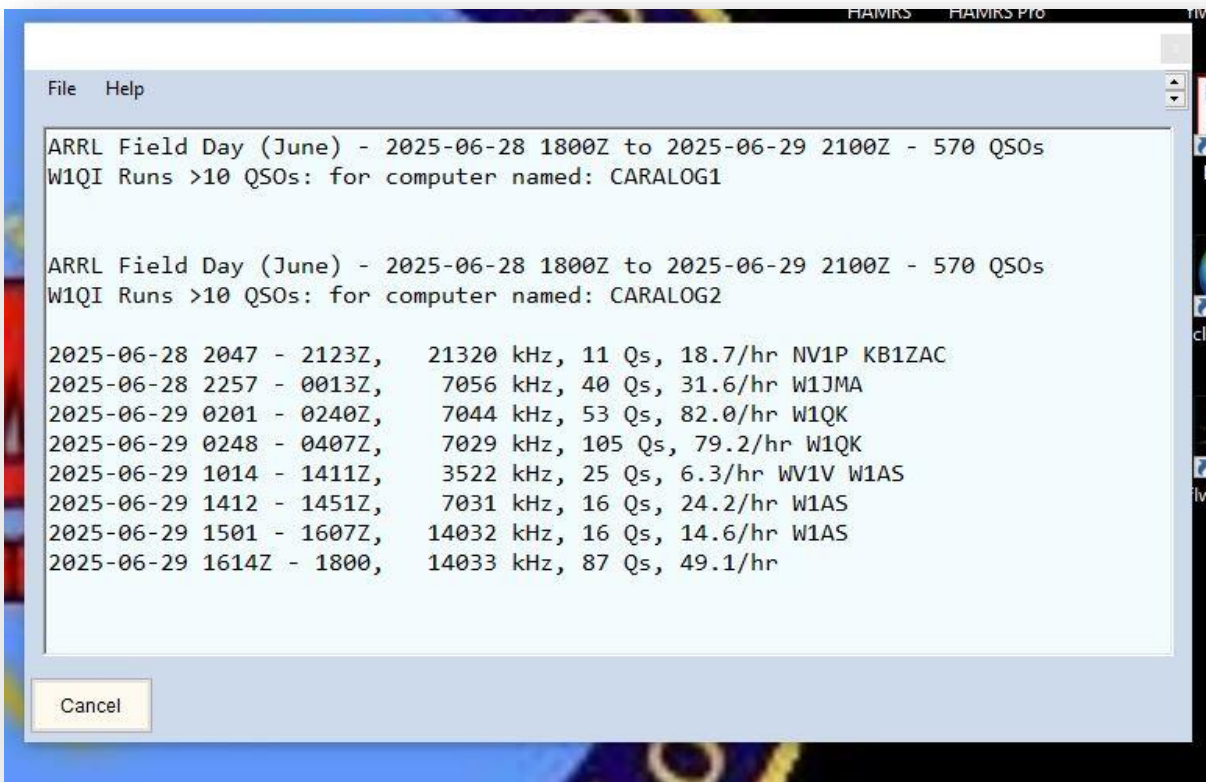 HAMRS HAMRS Pro
File Help
ARRL Field Day (June) - 2025-06-28 1800Z to 2025-06-29 2100Z - 570 QSOs
W1QI Runs >10 QSOs: for computer named: CARALOG1
ARRL Field Day (June) - 2025-06-28 1800Z to 2025-06-29 2100Z - 570 QSOs
W1QI Runs >10 QSOs: for computer named: CARALOG2
2025-06-28 2047 - 2123Z, 21320 kHz, 11 Qs, 18.7/hr NV1P KB1ZAC
2025-06-28 2257 - 0013Z, 7056 kHz, 40 Qs, 31.6/hr W1JMA
2025-06-29 0201 - 0240Z, 7044 kHz, 53 Qs, 82.0/hr W1QK
2025-06-29 0248 - 0407Z, 7029 kHz, 105 Qs, 79.2/hr W1QK
2025-06-29 1014 - 1411Z, 3522 kHz, 25 Qs, 6.3/hr WV1V W1AS
2025-06-29 1412 - 1451Z, 7031 kHz, 16 Qs, 24.2/hr W1AS
2025-06-29 1501 - 1607Z, 14032 kHz, 16 Qs, 14.6/hr W1AS
2025-06-29 1614Z - 1800, 14033 kHz, 87 Qs, 49.1/hr
Cancel